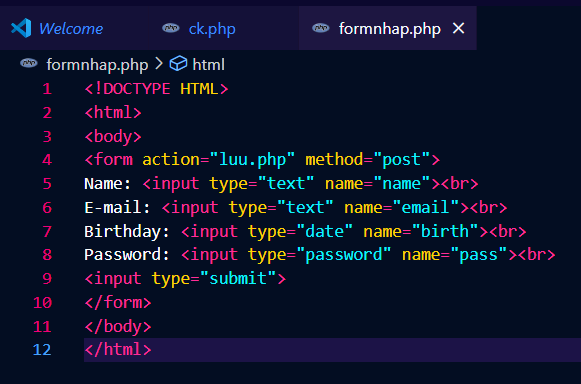 Welcome ck.php formnhap.php
formnhap.php > html
1 <!DOCTYPE HTML>
2 <html>
3 <body>
4 <form action="luu.php" method="post">
5 Name: <input type="text" name="name"><br>
6 E-mail: <input type="text" name="email"><br>
7 Birthday: <input type="date" name="birth"><br>
8 Password: <input type="password" name="pass"><br>
9 <input type="submit">
10 </form>
11 </body>
12 </html>